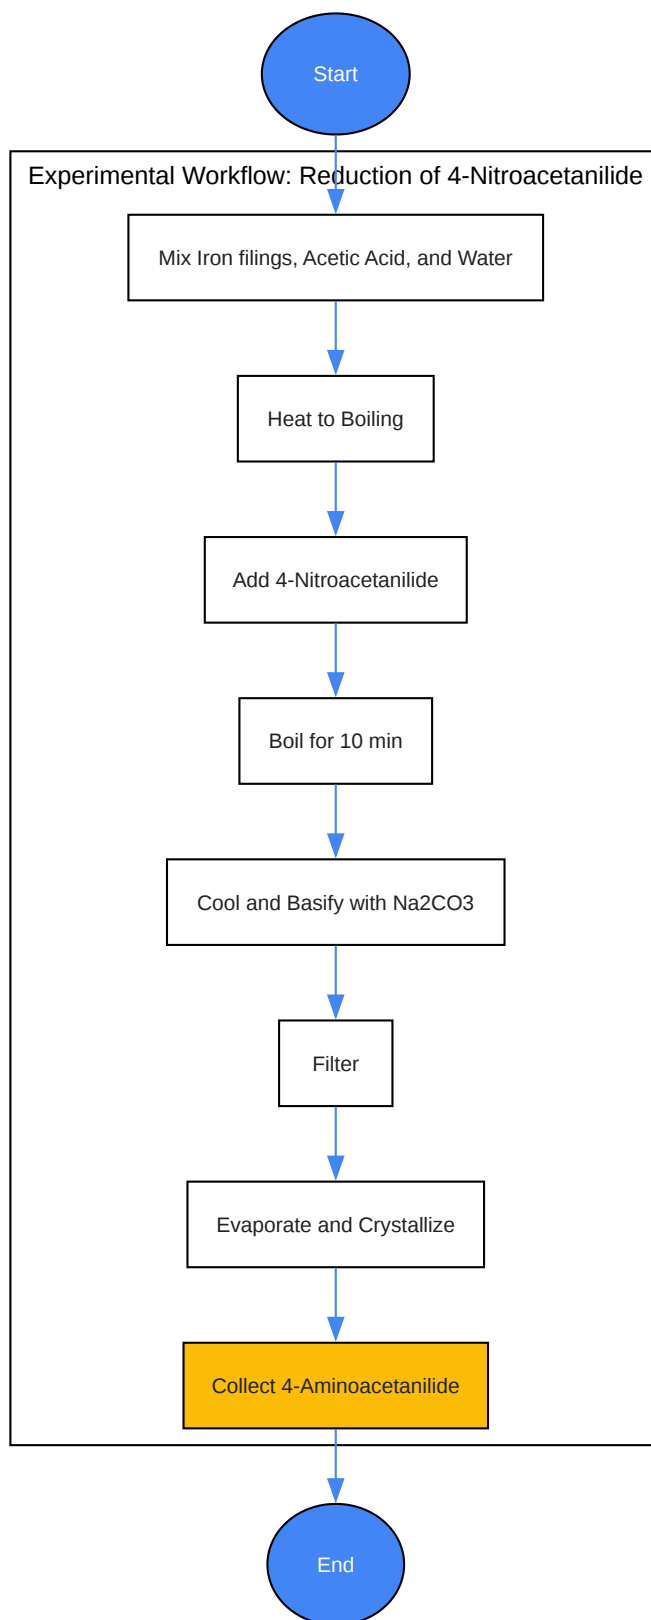 Start
Experimental Workflow: Reduction of 4-Nitroacetanilide
Mix Iron filings, Acetic Acid, and Water
Heat to Boiling
Add 4-Nitroacetanilide
Boil for 10 min
Cool and Basify with Na2CO3
Filter
Evaporate and Crystallize
Collect 4-Aminoacetanilide
End